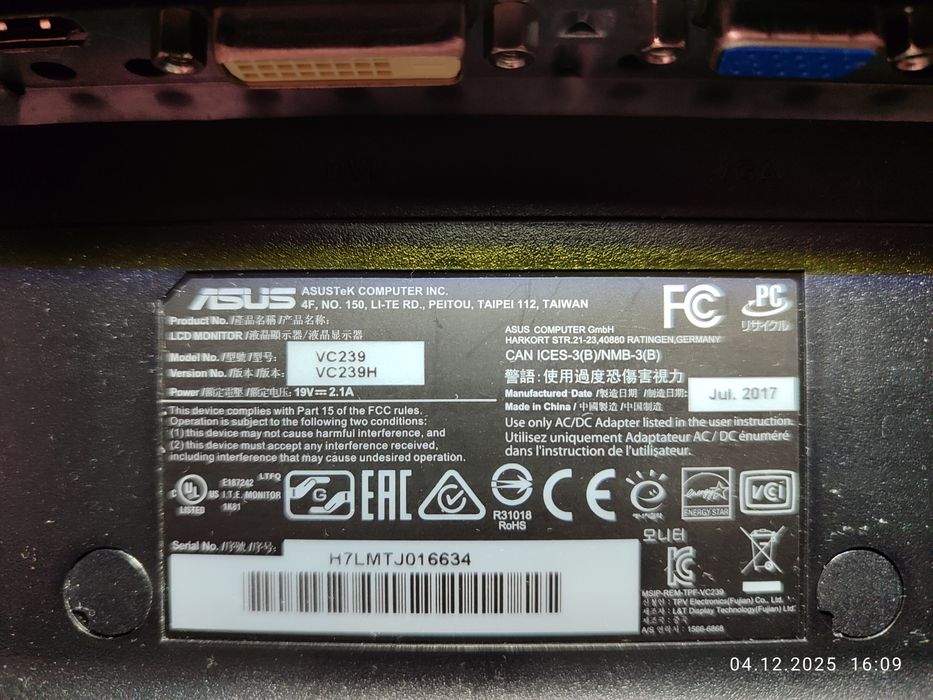 ASUS
ASUSTeK COMPUTER INC.
4F, NO. 150, LI-TE RD., PEITOU, TAIPEI 112, TAIWAN
Product No. /產品名稱/产品名称:
LCD MONITOR /液晶顯示器/液晶显示器
Model No. /型號/型号:
VC239
Version No. /版本/版本:
VC239H
Power /額定電壓 /额定电压: 19V⎓2.1A
This device complies with Part 15 of the FCC rules.
Operation is subject to the following two conditions:
(1) this device may not cause harmful interference, and
(2) this device must accept any interference received,
including interference that may cause undesired operation.
FC
PC
リサイクル
ASUS COMPUTER GmbH
HARKORT STR.21-23,40880 RATINGEN,GERMANY
CAN ICES-3(B)/NMB-3(B)
警語:使用過度恐傷害視力
Manufactured Date /製造日期 /制造日期:
Jul. 2017
Made in China / 中國製造 /中国制造
Use only AC/DC Adapter listed in the user instruction.
Utilisez uniquement Adaptateur AC / DC énuméré
dans l'instruction de l'utilisateur.
C UL US
LISTED
LTFQ
E187242
I.T.E. MONITOR
1K81
G
EAC
R31018
RoHS
CE
energy
ENERGY STAR
VCI
Serial No. /序號 /序号:
H7LMTJ016634
모니터
KC
MSIP-REM-TPF-VC239
: TPV Electronics(Fujian) Co., Ltd.
: L&T Display Technology(Fujian) Ltd
A/S 연락처 : 1566-6868
04.12.2025 16:09